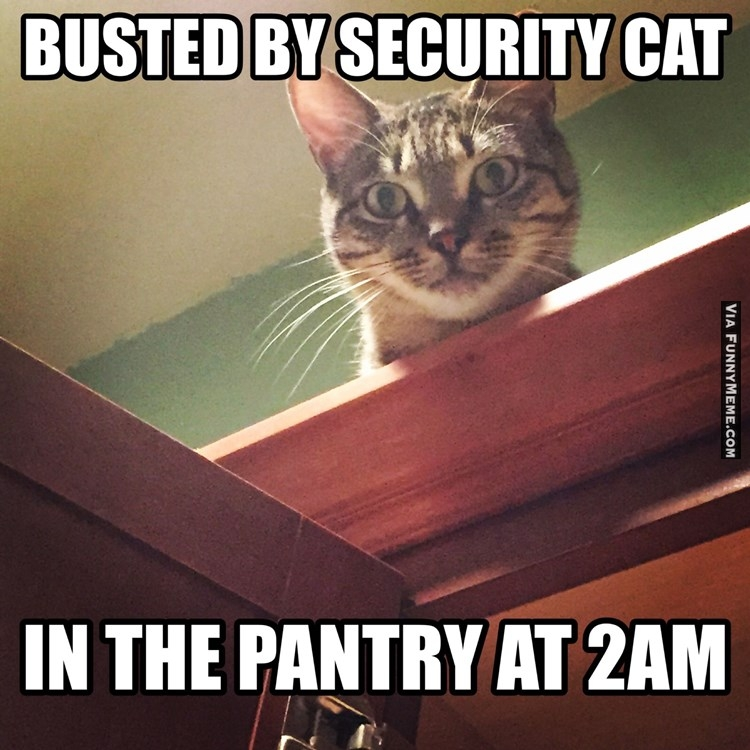 BUSTED BY SECURITY CAT
VIA FUNNYMEME.COM
IN THE PANTRY AT 2AM